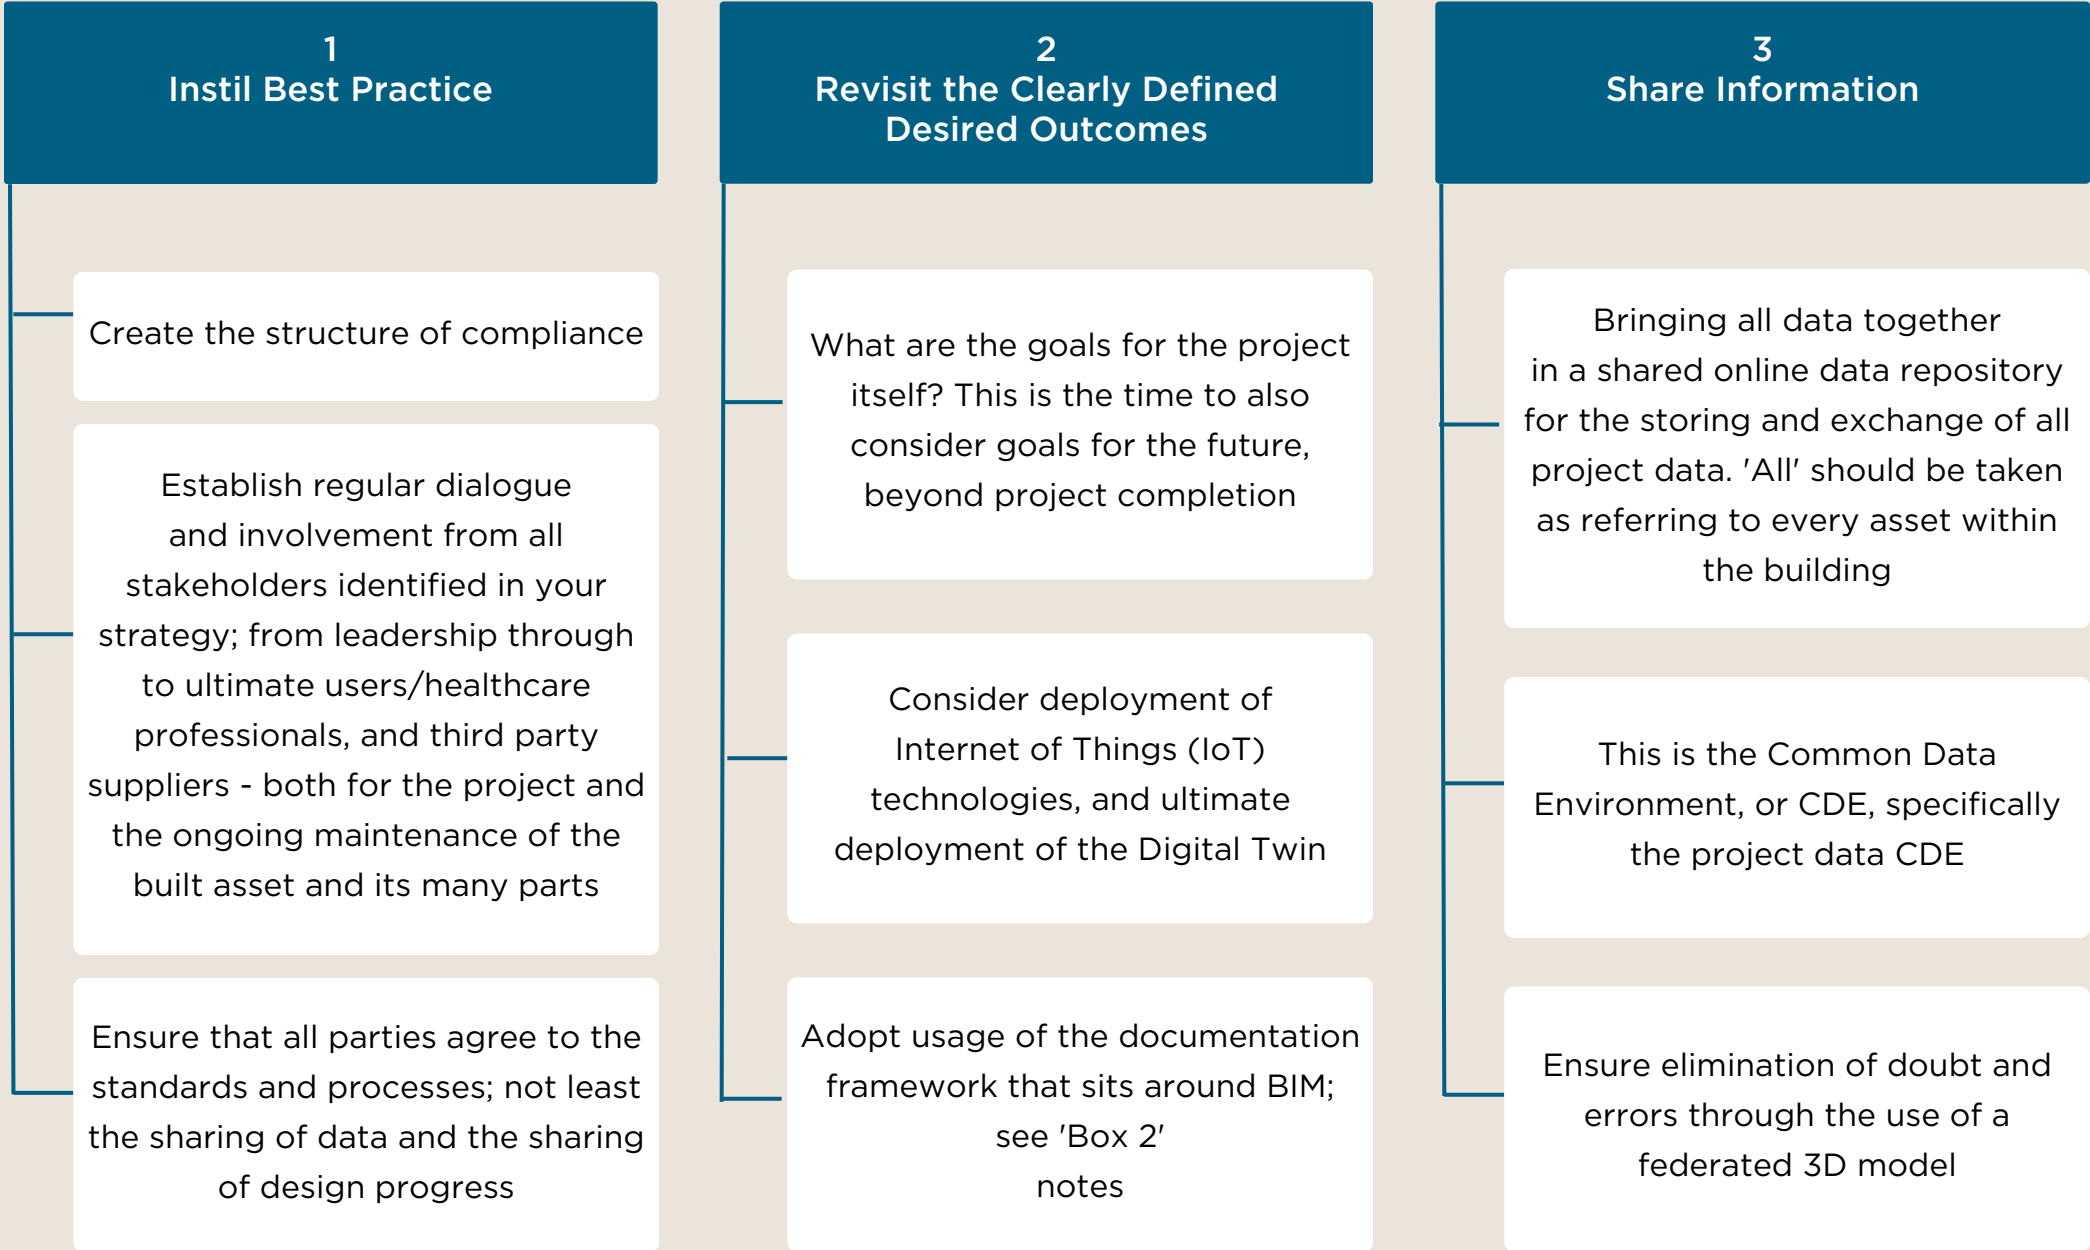 1
Instil Best Practice
Create the structure of compliance
Establish regular dialogue
and involvement from all
stakeholders identified in your
strategy; from leadership through
to ultimate users/healthcare
professionals, and third party
suppliers - both for the project and
the ongoing maintenance of the
built asset and its many parts
Ensure that all parties agree to the
standards and processes; not least
the sharing of data and the sharing
of design progress
2
Revisit the Clearly Defined
Desired Outcomes
What are the goals for the project
itself? This is the time to also
consider goals for the future,
beyond project completion
Consider deployment of
Internet of Things (IoT)
technologies, and ultimate
deployment of the Digital Twin
Adopt usage of the documentation
framework that sits around BIM;
see 'Box 2'
notes
3
Share Information
Bringing all data together
in a shared online data repository
for the storing and exchange of all
project data. 'All' should be taken
as referring to every asset within
the building
This is the Common Data
Environment, or CDE, specifically
the project data CDE
Ensure elimination of doubt and
errors through the use of a
federated 3D model